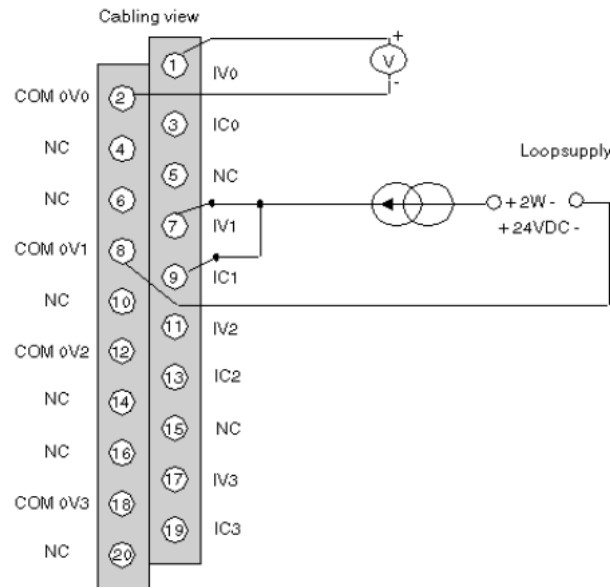 Cabling view
1
+
IV0
V
COM 0V0
2
-
3
IC0
NC
4
Loopsupply
5
NC
NC
6
+ 2W -
7
IV1
+ 24VDC -
COM 0V1
8
9
IC1
NC
10
11
IV2
COM 0V2
12
13
IC2
NC
14
15
NC
NC
16
17
IV3
COM 0V3
18
19
IC3
NC
20